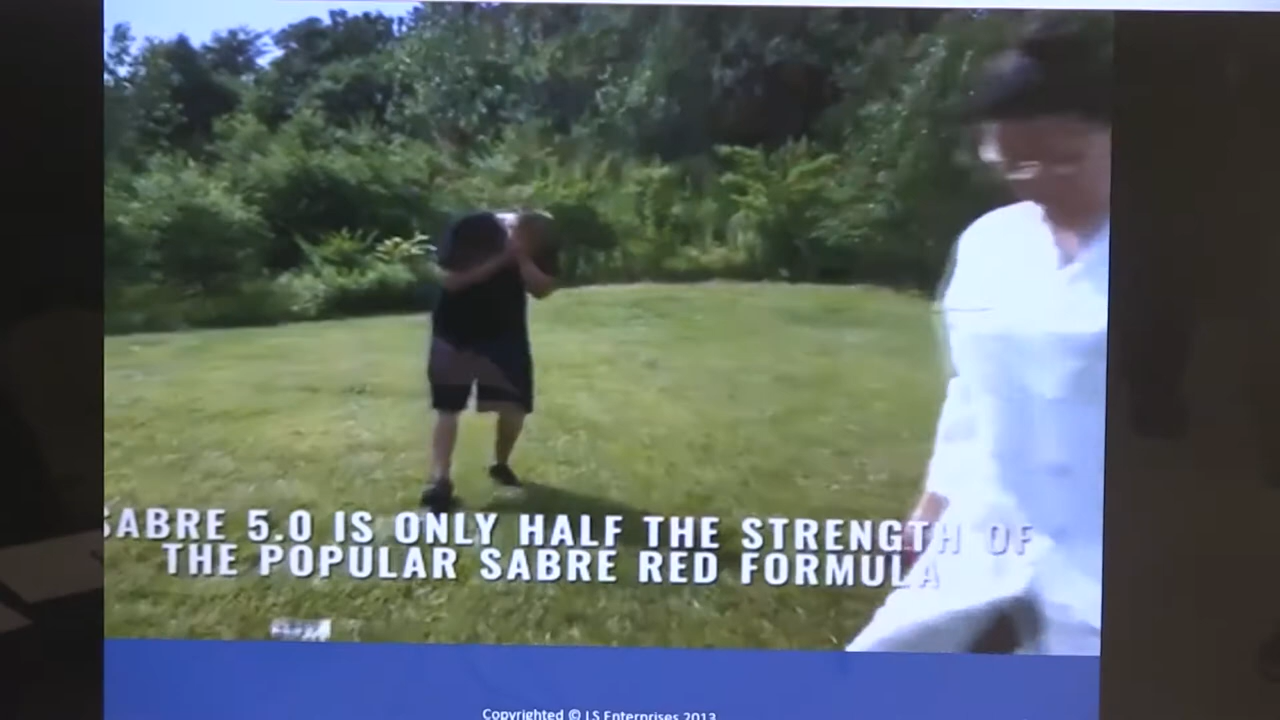 SABRE 5.0 IS ONLY HALF THE STRENGTH OF
THE POPULAR SABRE RED FORMULA
Copyrighted © LS Enterprises 2013